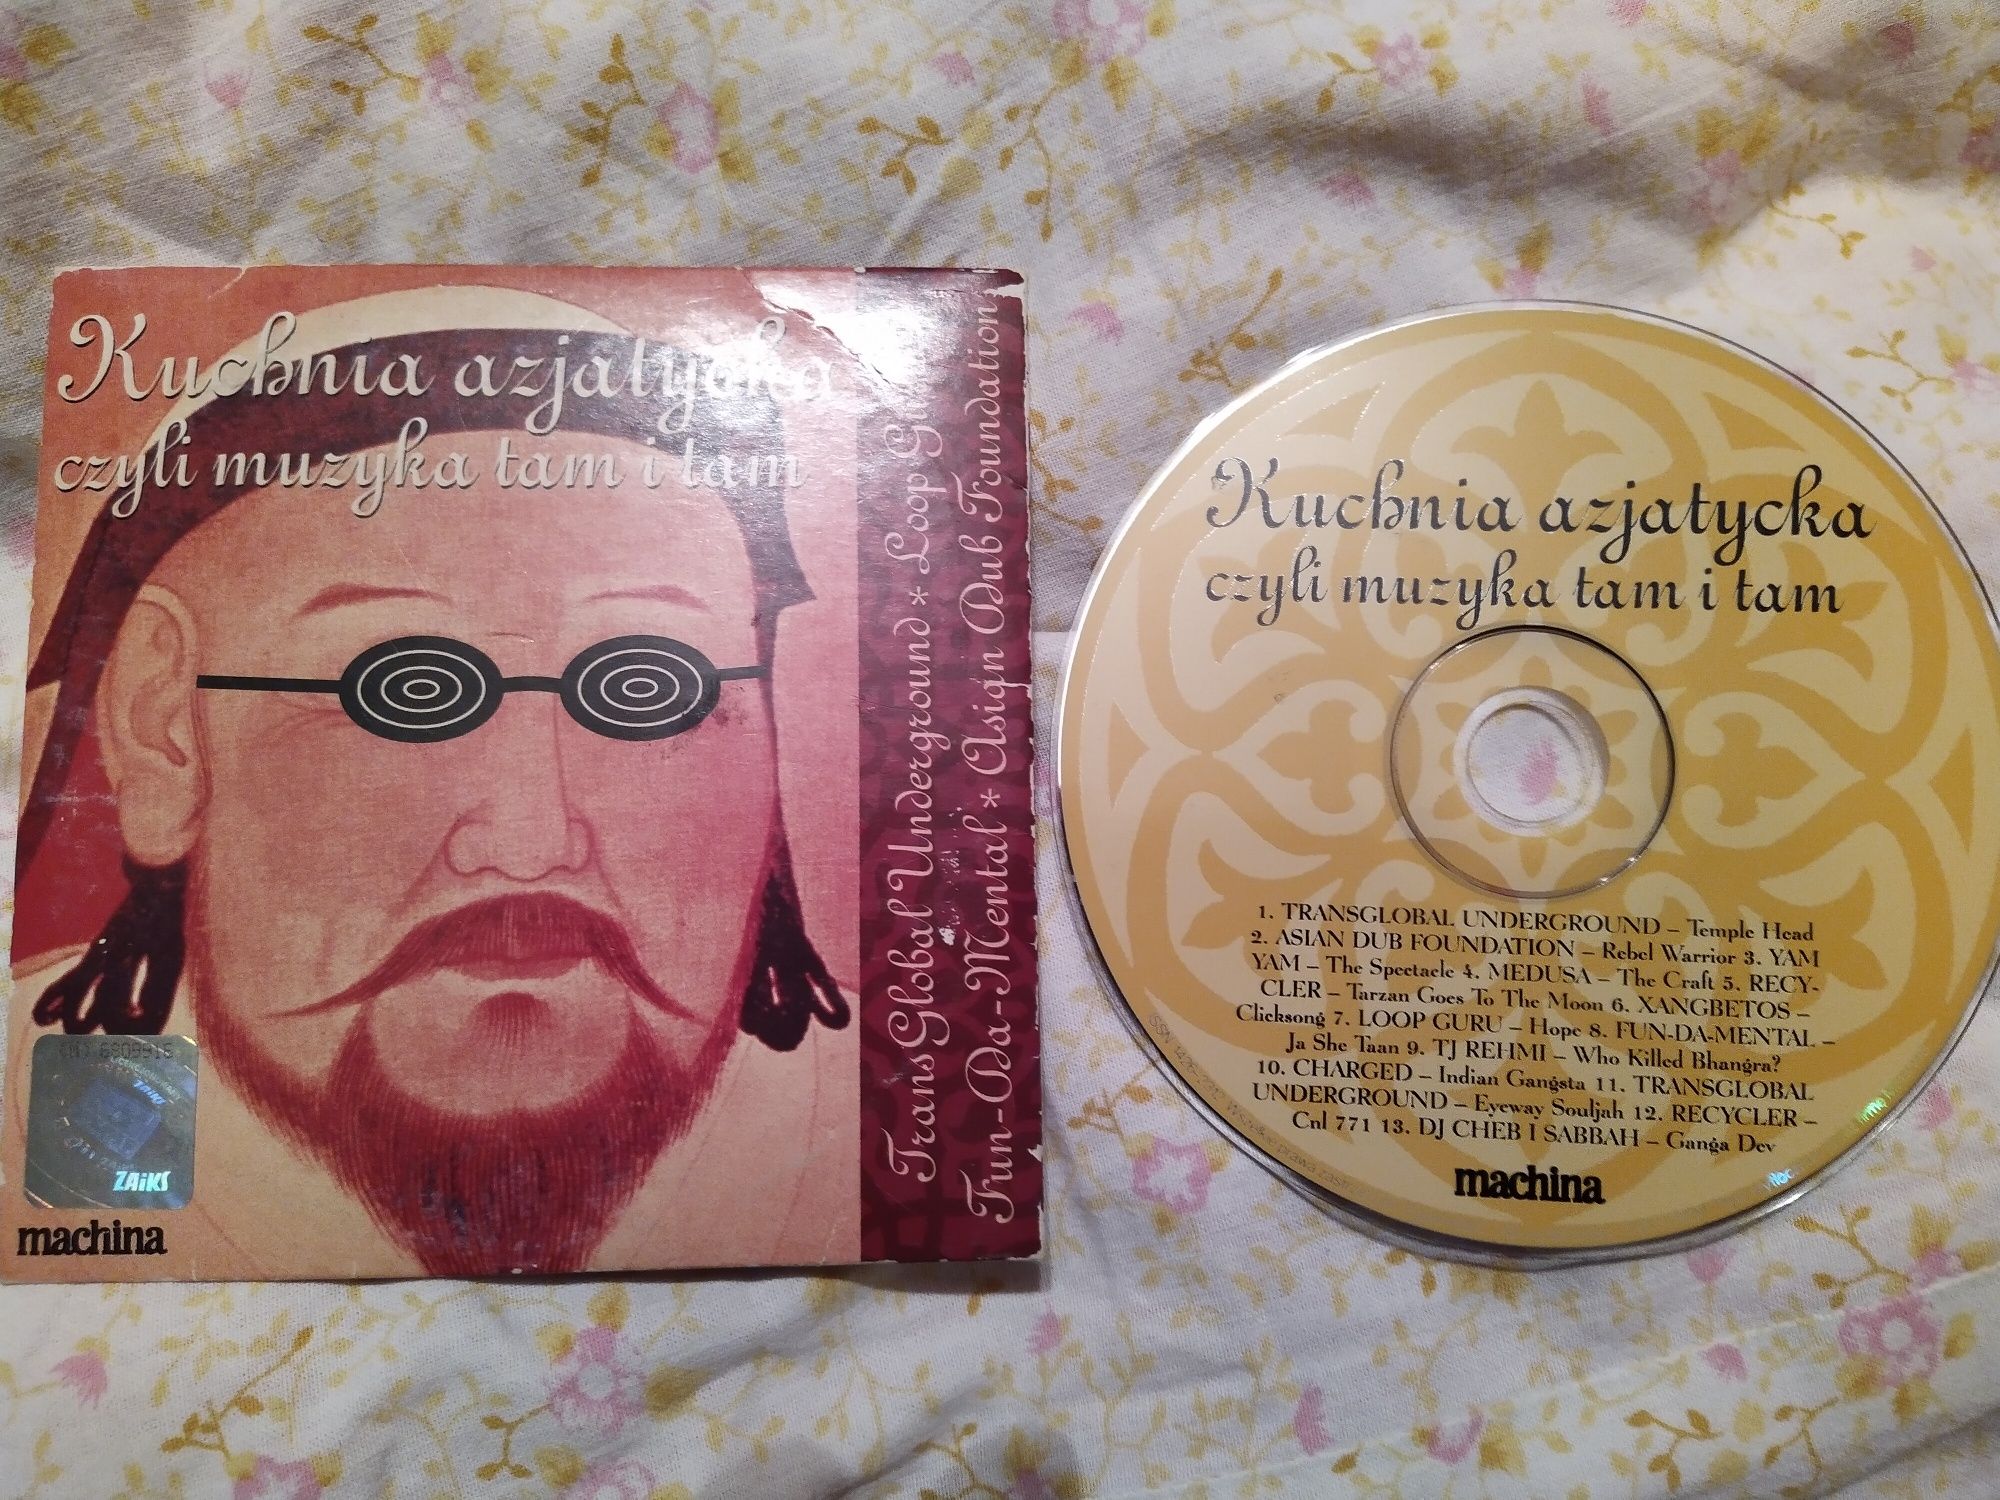 Kuchnia azjatycka
czyli muzyka tam i tam
TransGlobal Underground * Loop
Fun-Da-Mental * Asian Dub Foundation
ZAIKS
ZAIKS
machina
Kuchnia azjatycka
czyli muzyka tam i tam
1. TRANSGLOBAL UNDERGROUND – Temple Head
2. ASIAN DUB FOUNDATION – Rebel Warrior 3. YAM
YAM – The Spectacle 4. MEDUSA – The Craft 5. RECY-
CLER – Tarzan Goes To The Moon 6. XANGBETOS –
Clicksong 7. LOOP GURU – Hope 8. FUN-DA-MENTAL –
Ja She Taan 9. TJ REHMI – Who Killed Bhangra?
10. CHARGED – Indian Gangsta 11. TRANSGLOBAL
UNDERGROUND – Eyeway Souljah 12. RECYCLER –
Cnl 771 13. DJ CHEB I SABBAH – Ganga Dev
machina